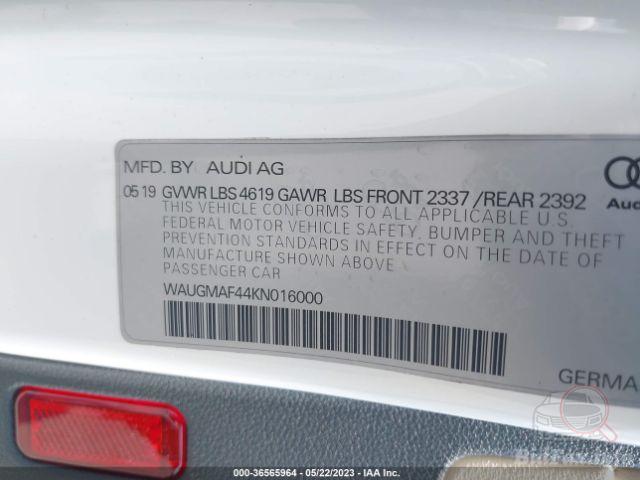 MFD. BY AUDI AG
05 19 GVWR LBS 4619 GAWR LBS FRONT 2337 /REAR 2392
THIS VEHICLE CONFORMS TO ALL APPLICABLE U.S
FEDERAL MOTOR VEHICLE SAFETY, BUMPER AND THEFT
PREVENTION STANDARDS IN EFFECT ON THE DATE OF
MANUFACTURE SHOWN ABOVE
PASSENGER CAR
WAUGMAF44KN016000
Aud
GERMA
000-36565964 - 05/22/2023 - IAA Inc.